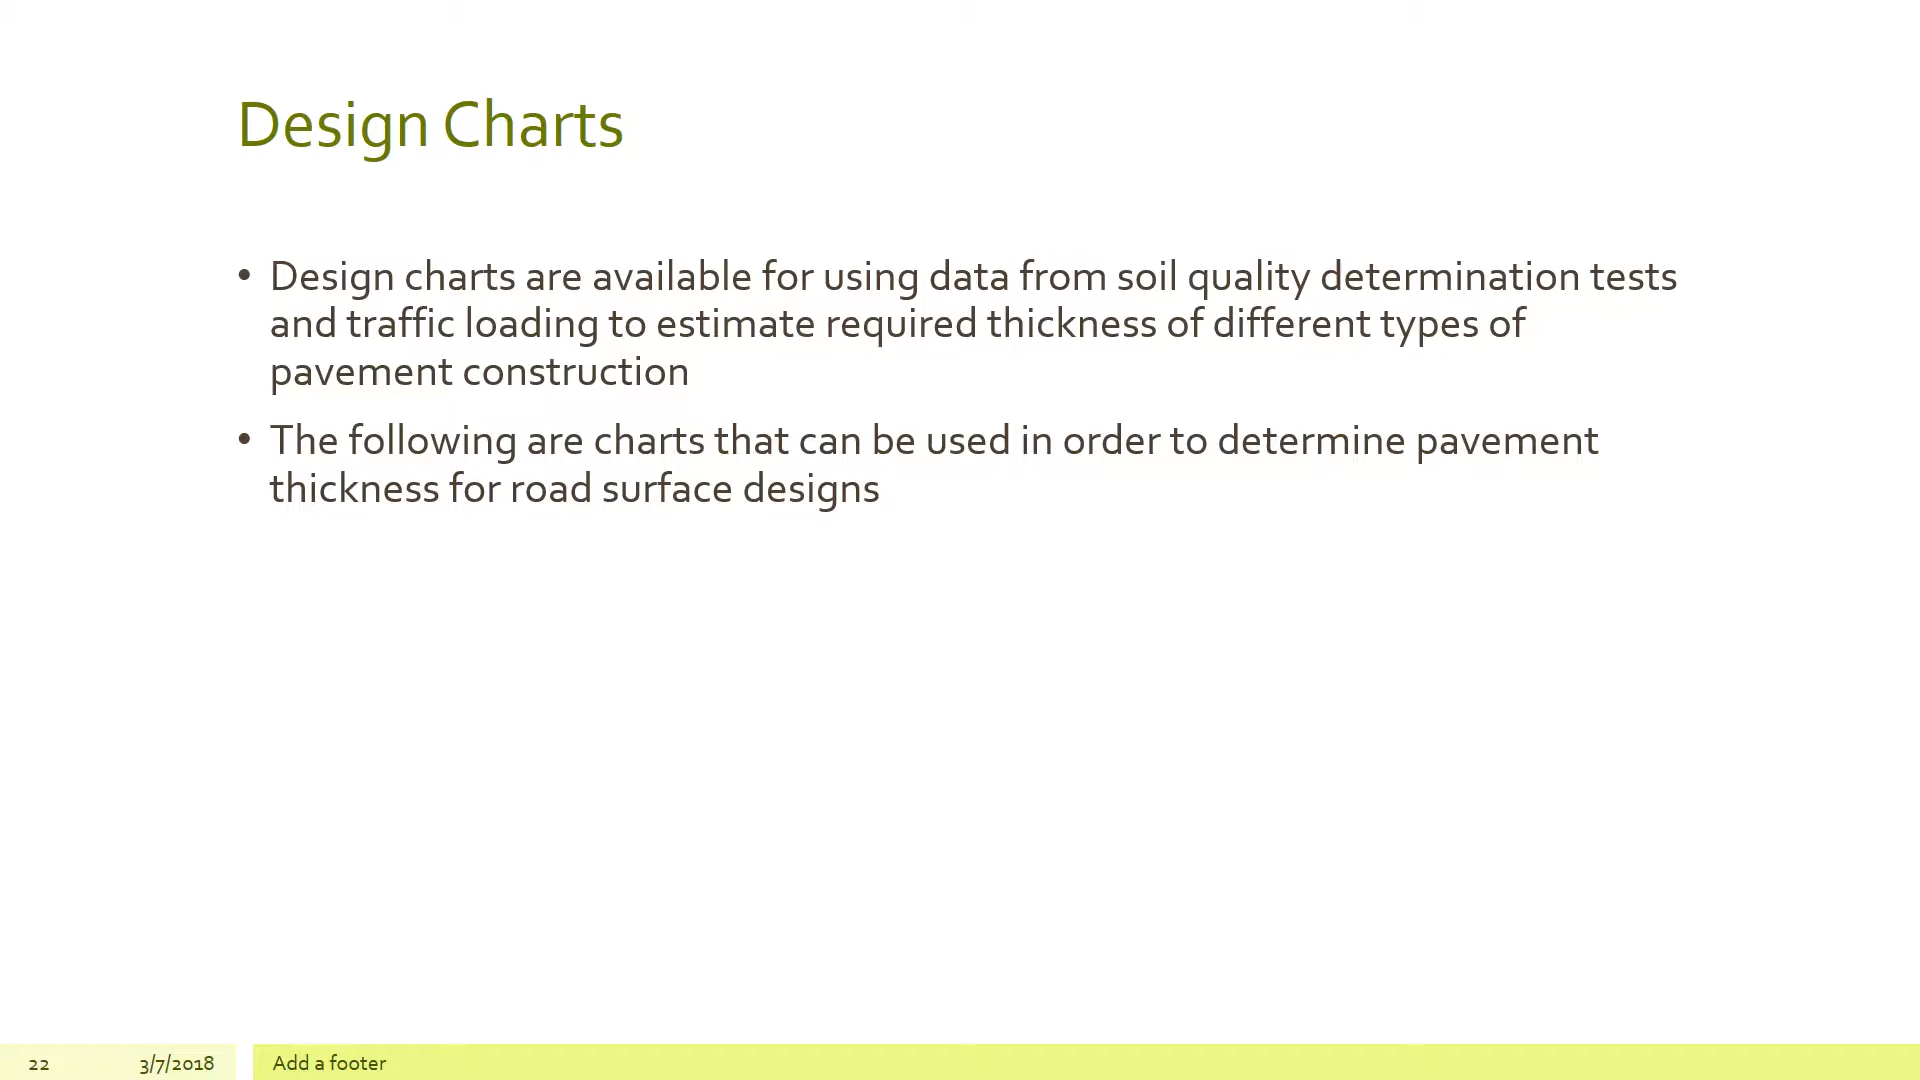 Design Charts
• Design charts are available for using data from soil quality determination tests
and traffic loading to estimate required thickness of different types of
pavement construction
• The following are charts that can be used in order to determine pavement
thickness for road surface designs
22 3/7/2018 Add a footer